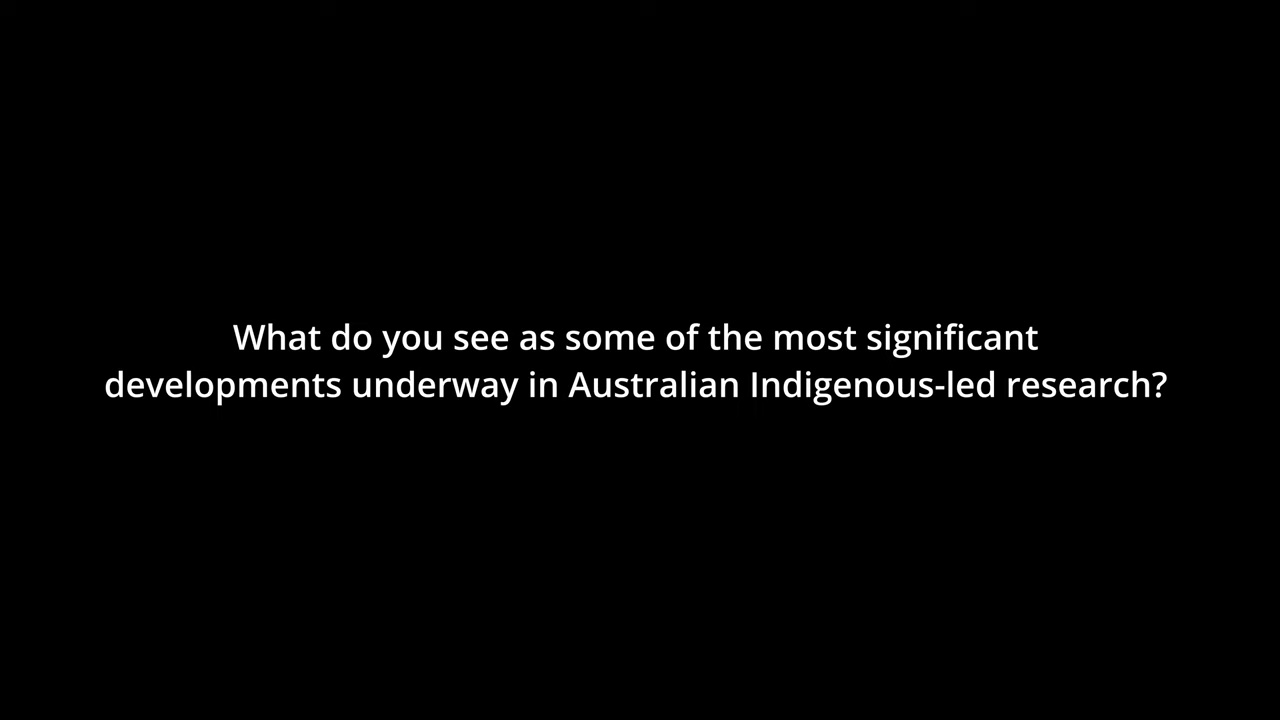 What do you see as some of the most significant
developments underway in Australian Indigenous-led research?